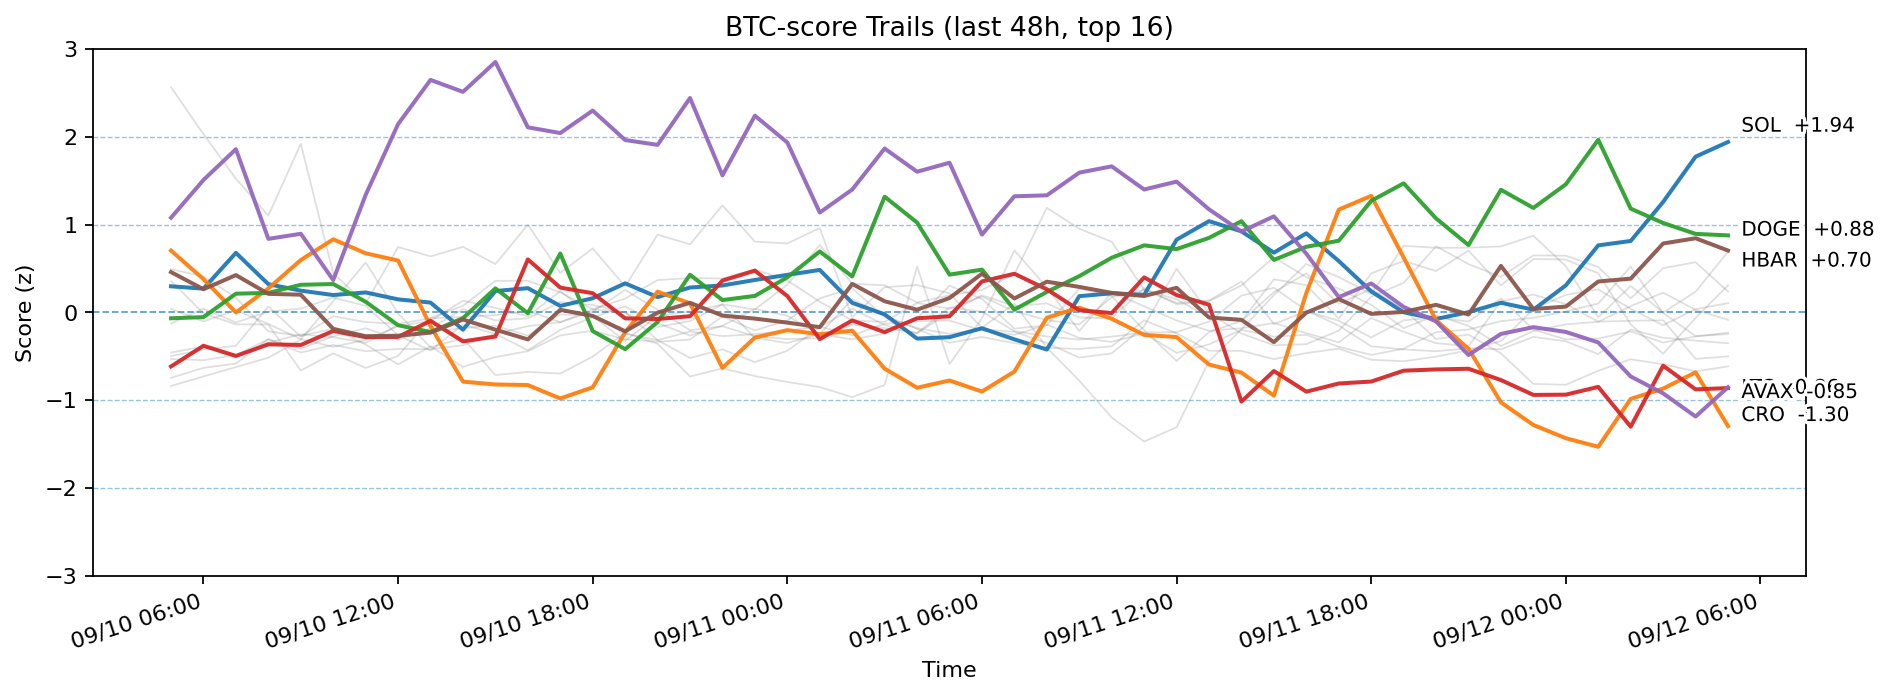 BTC-score Trails (last 48h, top 16)
Score (z)
3
2
1
0
−1
−2
−3
SOL +1.94
DOGE +0.88
HBAR +0.70
AVAX -0.85
CRO -1.30
09/10 06:00
09/10 12:00
09/10 18:00
09/11 00:00
09/11 06:00
09/11 12:00
09/11 18:00
09/12 00:00
09/12 06:00
Time